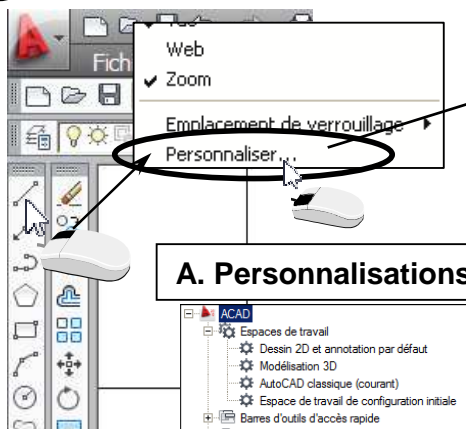 Fich
Web
Zoom
Emplacement de verrouillage
Personnaliser...
A. Personnalisations
ACAD
Espaces de travail
Dessin 2D et annotation par défaut
Modélisation 3D
AutoCAD classique (courant)
Espace de travail de configuration initiale
Barres d'outils d'accès rapide